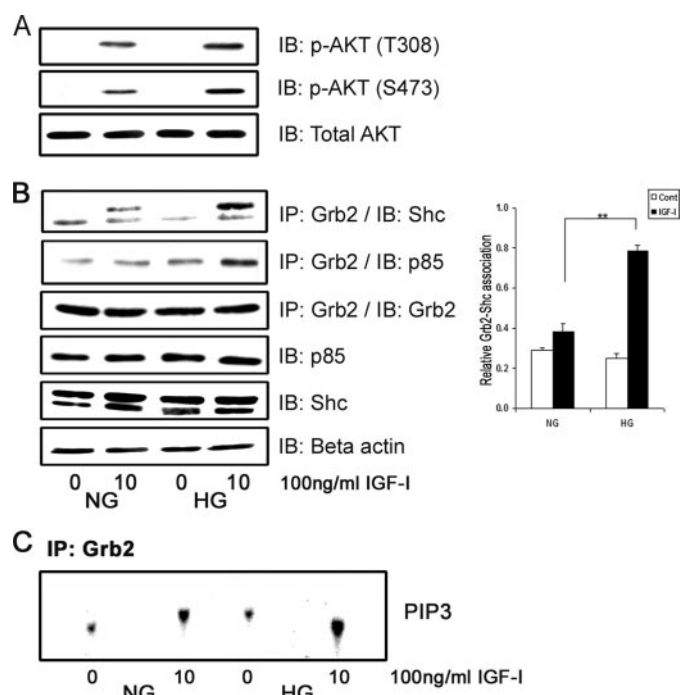 A
IB: p-AKT (T308)
IB: p-AKT (S473)
IB: Total AKT
B
IP: Grb2 / IB: Shc
IP: Grb2 / IB: p85
IP: Grb2 / IB: Grb2
IB: p85
IB: Shc
IB: Beta actin
0 10 0 10 100ng/ml IGF-I
NG HG
Cont
IGF-I
**
Relative Grb2-Shc association
1.0
0.8
0.6
0.4
0.2
0.0
NG HG
C IP: Grb2
PIP3
0 10 0 10 100ng/ml IGF-I
NG HG